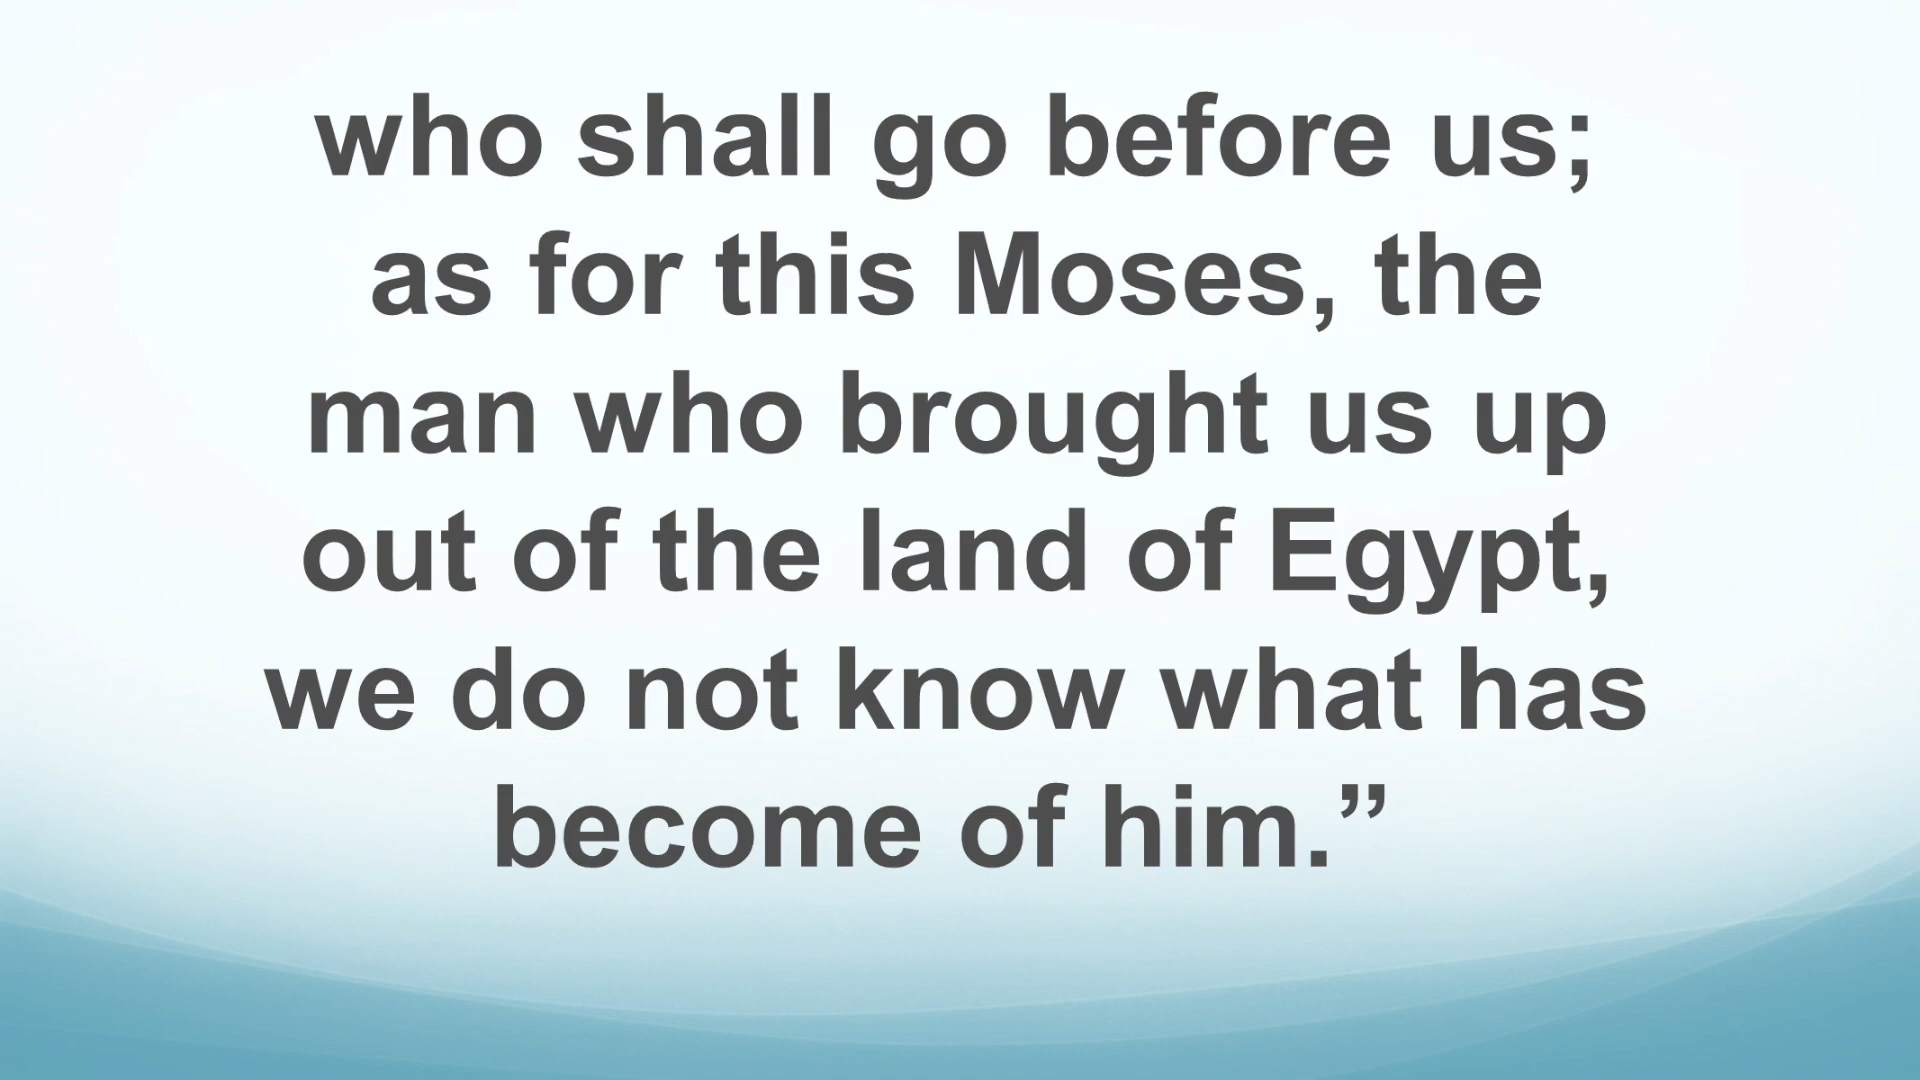 who shall go before us;
as for this Moses, the
man who brought us up
out of the land of Egypt,
we do not know what has
become of him.”